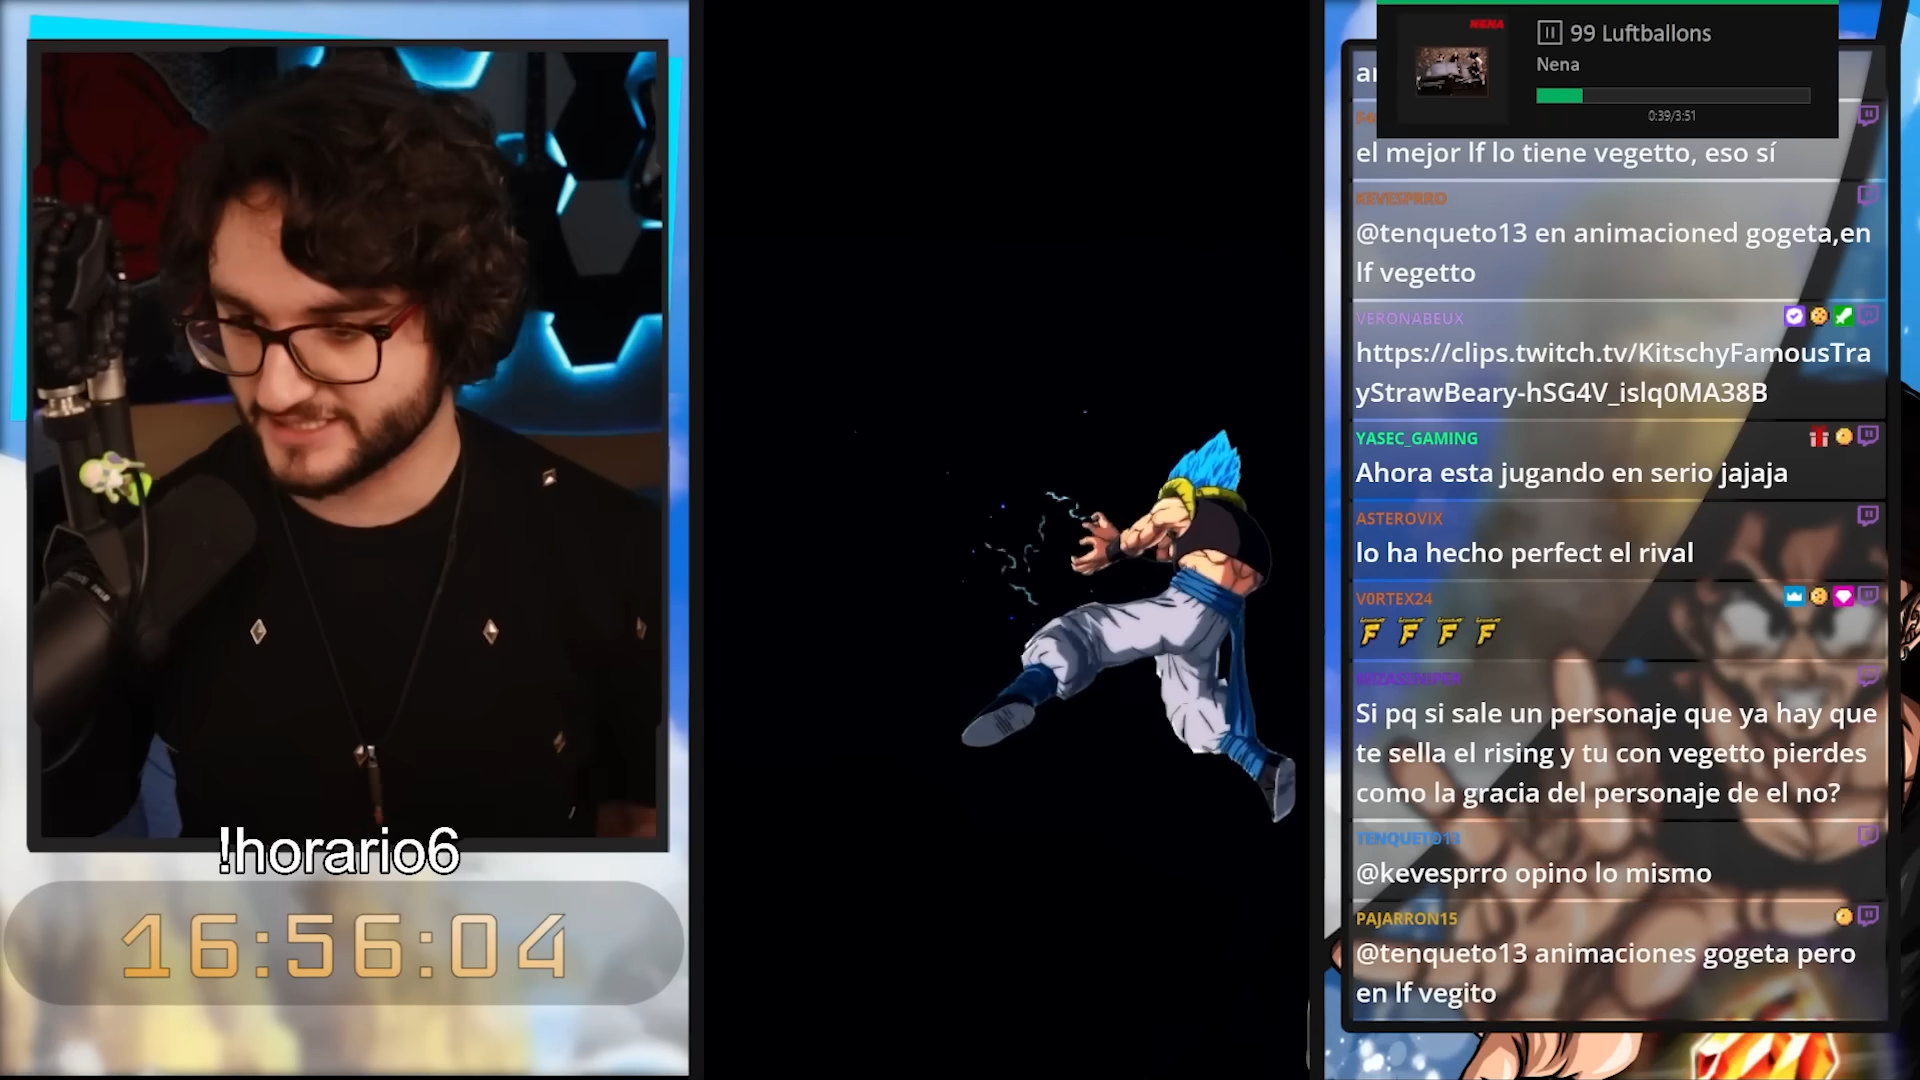 !horario6
16:56:04
NENA
99 Luftballons
Nena
0:39/3:51
el mejor lf lo tiene vegetto, eso sí
KEVESPRRO
@tenqueto13 en animacioned gogeta,en
lf vegetto
VERONABEUX
https://clips.twitch.tv/KitschyFamousTra
yStrawBeary-hSG4V_islq0MA38B
YASEC_GAMING
Ahora esta jugando en serio jajaja
ASTEROVIX
lo ha hecho perfect el rival
V0RTEX24
F F F F
Si pq si sale un personaje que ya hay que
te sella el rising y tu con vegetto pierdes
como la gracia del personaje de el no?
TENQUETO13
@kevesprro opino lo mismo
PAJARRON15
@tenqueto13 animaciones gogeta pero
en lf vegito